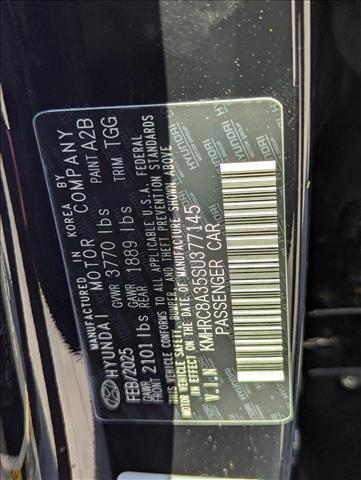 MANUFACTURED IN KOREA BY
HYUNDAI MOTOR COMPANY
FEB/2025 GVWR 3770 lbs PAINT A2B
GAWR FRONT 2101 lbs GAWR REAR 1889 lbs TRIM TGG
THIS VEHICLE CONFORMS TO ALL APPLICABLE U.S.A. FEDERAL
MOTOR VEHICLE SAFETY, BUMPER, AND THEFT PREVENTION STANDARDS
IN EFFECT ON THE DATE OF MANUFACTURE SHOWN ABOVE
V.I.N KMHRC8A35SU377145
PASSENGER CAR